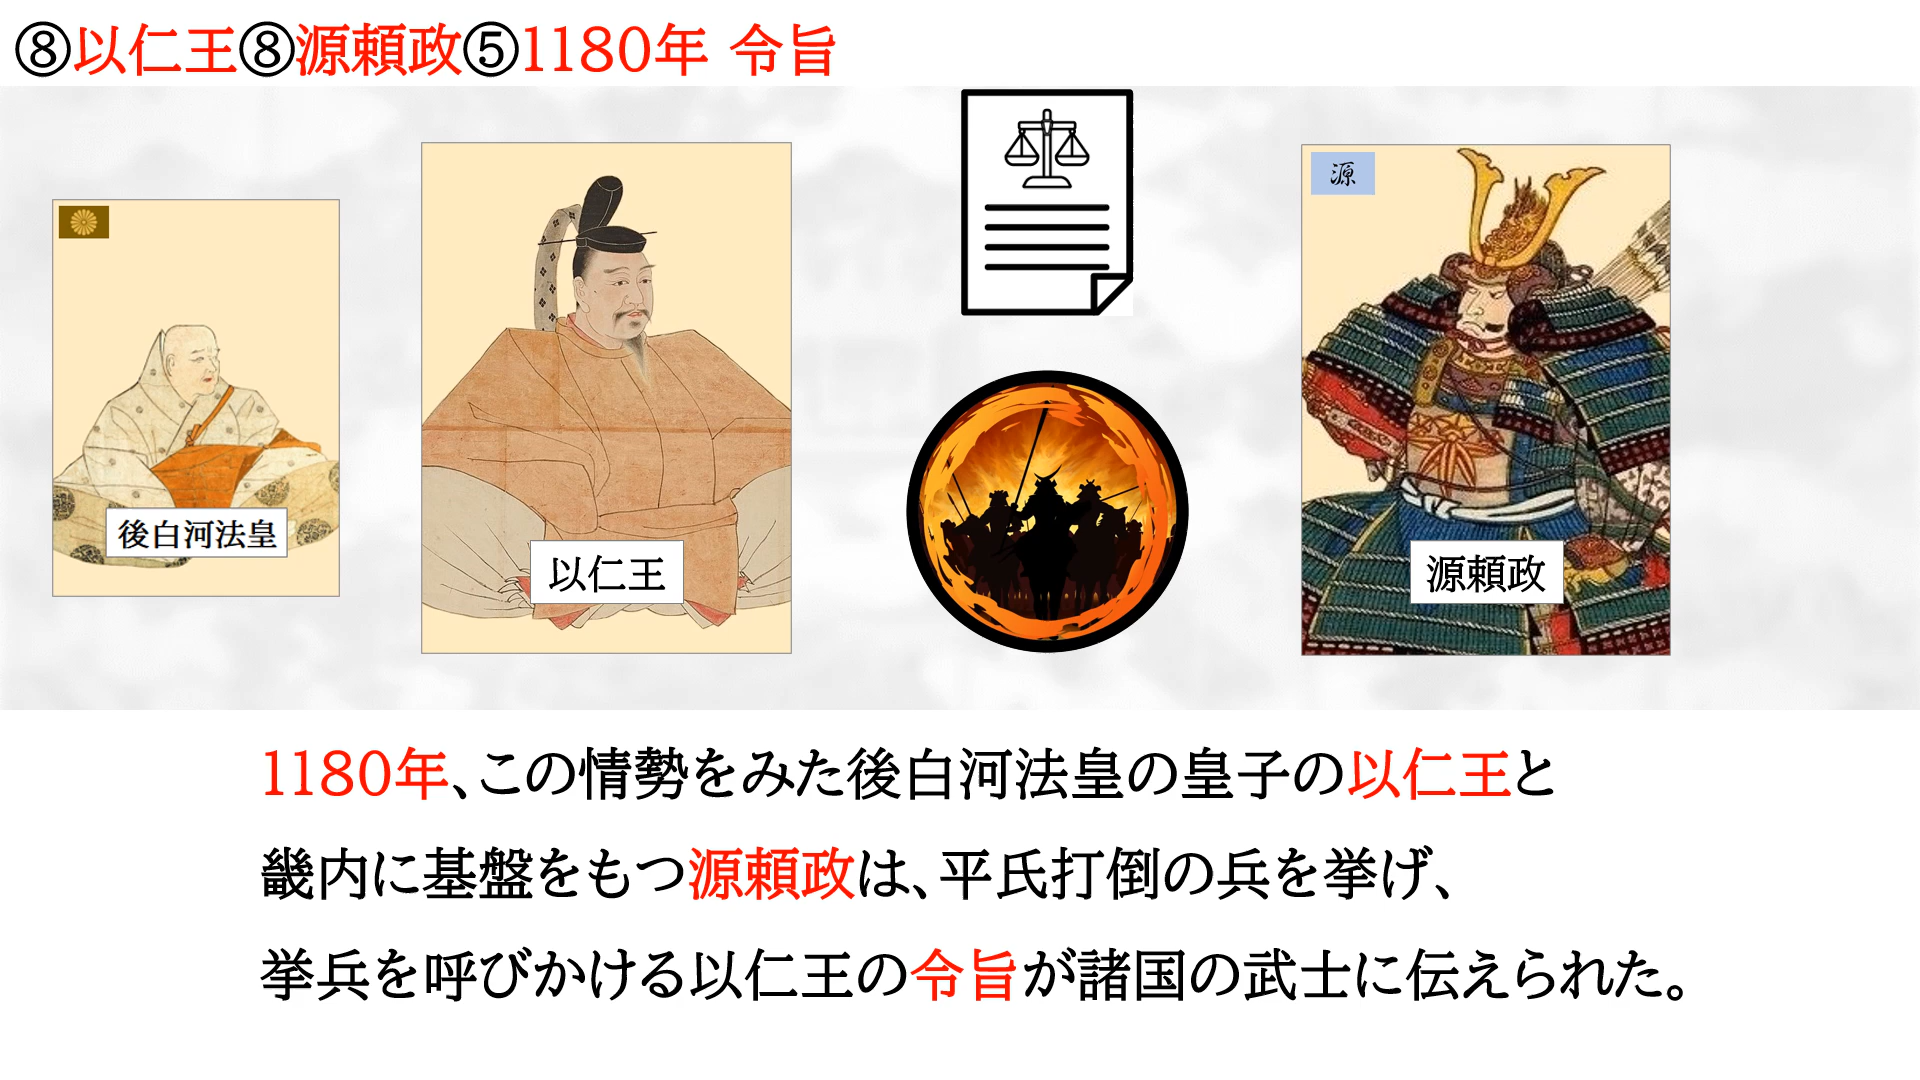 ⑧以仁王⑧源頼政⑤1180年 令旨
後白河法皇
以仁王
源
源頼政
1180年、この情勢をみた後白河法皇の皇子の以仁王と
畿内に基盤をもつ源頼政は、平氏打倒の兵を挙げ、
挙兵を呼びかける以仁王の令旨が諸国の武士に伝えられた。